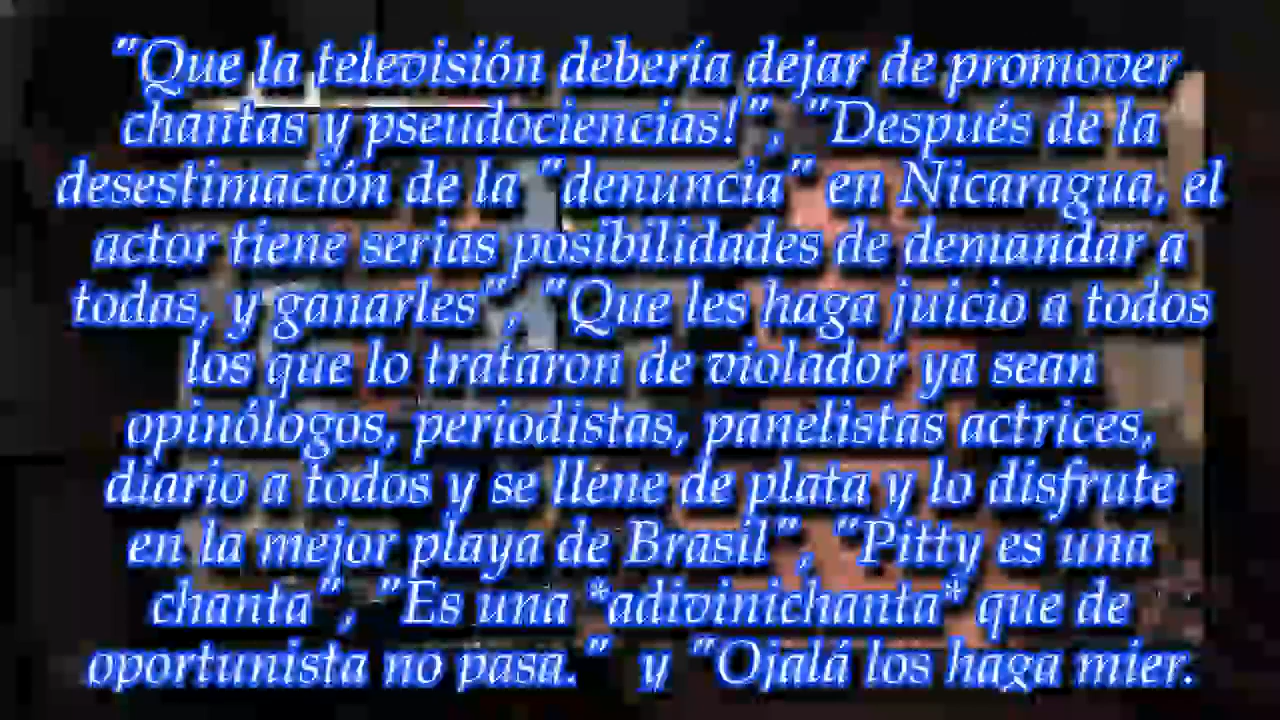 "Que la televisión debería dejar de promover
chantas y pseudociencias!", "Después de la
desestimación de la "denuncia" en Nicaragua, el
actor tiene serias posibilidades de demandar a
todas, y ganarles", "Que les haga juicio a todos
los que lo trataron de violador ya sean
opinólogos, periodistas, panelistas actrices,
diario a todos y se llene de plata y lo disfrute
en la mejor playa de Brasil", "Pitty es una
chanta", "Es una *adivinichanta* que de
oportunista no pasa." y "Ojalá los haga mier.